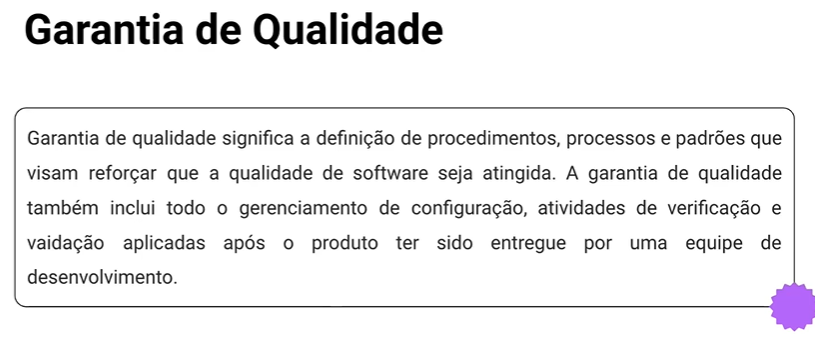 Garantia de Qualidade
Garantia de qualidade significa a definição de procedimentos, processos e padrões que
visam reforçar que a qualidade de software seja atingida. A garantia de qualidade
também inclui todo o gerenciamento de configuração, atividades de verificação e
vaidação aplicadas após o produto ter sido entregue por uma equipe de
desenvolvimento.